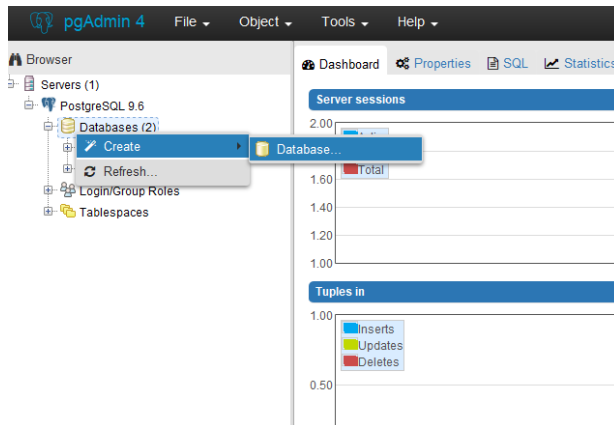 pgAdmin 4 File Object Tools Help
Browser
Servers (1)
PostgreSQL 9.6
Databases (2)
Create
Refresh...
Login/Group Roles
Tablespaces
Database...
Dashboard Properties SQL Statistics
Server sessions
2.00
Total
1.60
1.40
1.20
1.00
Tuples in
1.00
Inserts
Updates
Deletes
0.50